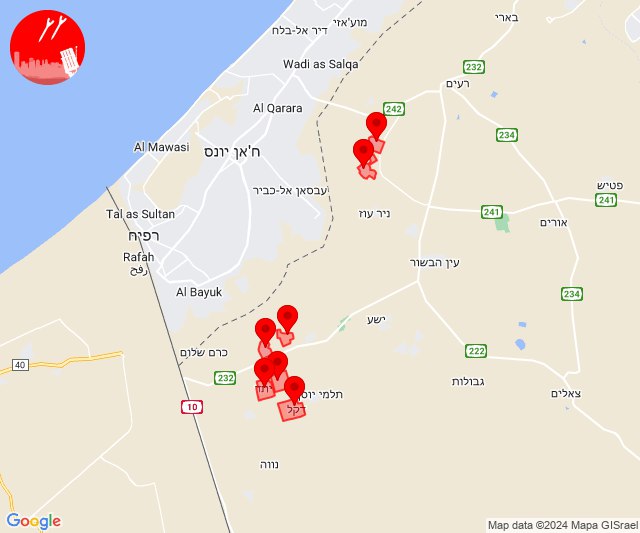 בארי
מוע'אזי
דיר אל-בלח
Wadi as Salqa
232
רעים
242
Al Qarara
234
Al Mawasi
ח'אן יונס
עבסאן אל-כביר
פטיש
241
Tal as Sultan
ניר עוז
241
אורים
רפיח
Rafah
رفح
עין הבשור
Al Bayuk
234
ישע
כרם שלום
222
40
232
יתד
תלמי יוסף
גבולות
צאלים
10
דקל
נווה
Google
Map data ©2024 Mapa GISrael